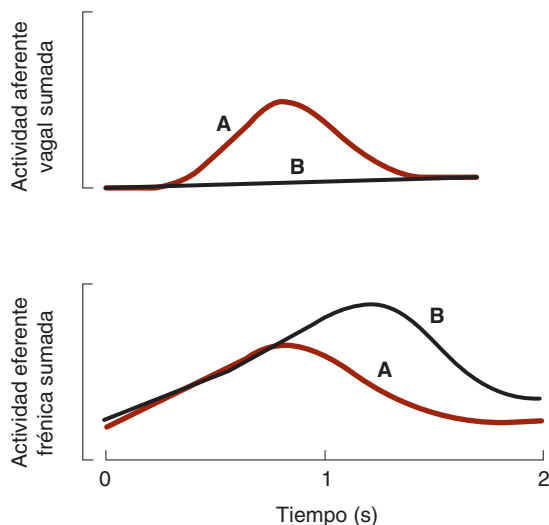 Actividad aferente
vagal sumada
A
B
Actividad eferente
frénica sumada
B
A
0
1
2
Tiempo (s)